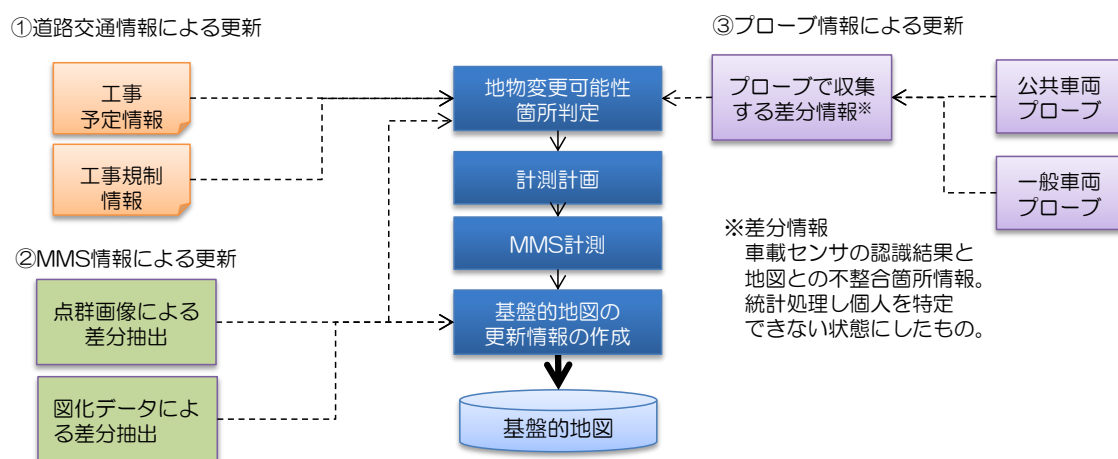 ①道路交通情報による更新
工事
予定情報
工事規制
情報
②MMS情報による更新
点群画像による
差分抽出
図化データによ
る差分抽出
地物変更可能性
箇所判定
計測計画
MMS計測
基盤的地図の
更新情報の作成
基盤的地図
③プローブ情報による更新
プローブで収集
する差分情報※
公共車両
プローブ
一般車両
プローブ
※差分情報
車載センサの認識結果と
地図との不整合箇所情報。
統計処理し個人を特定
できない状態にしたもの。